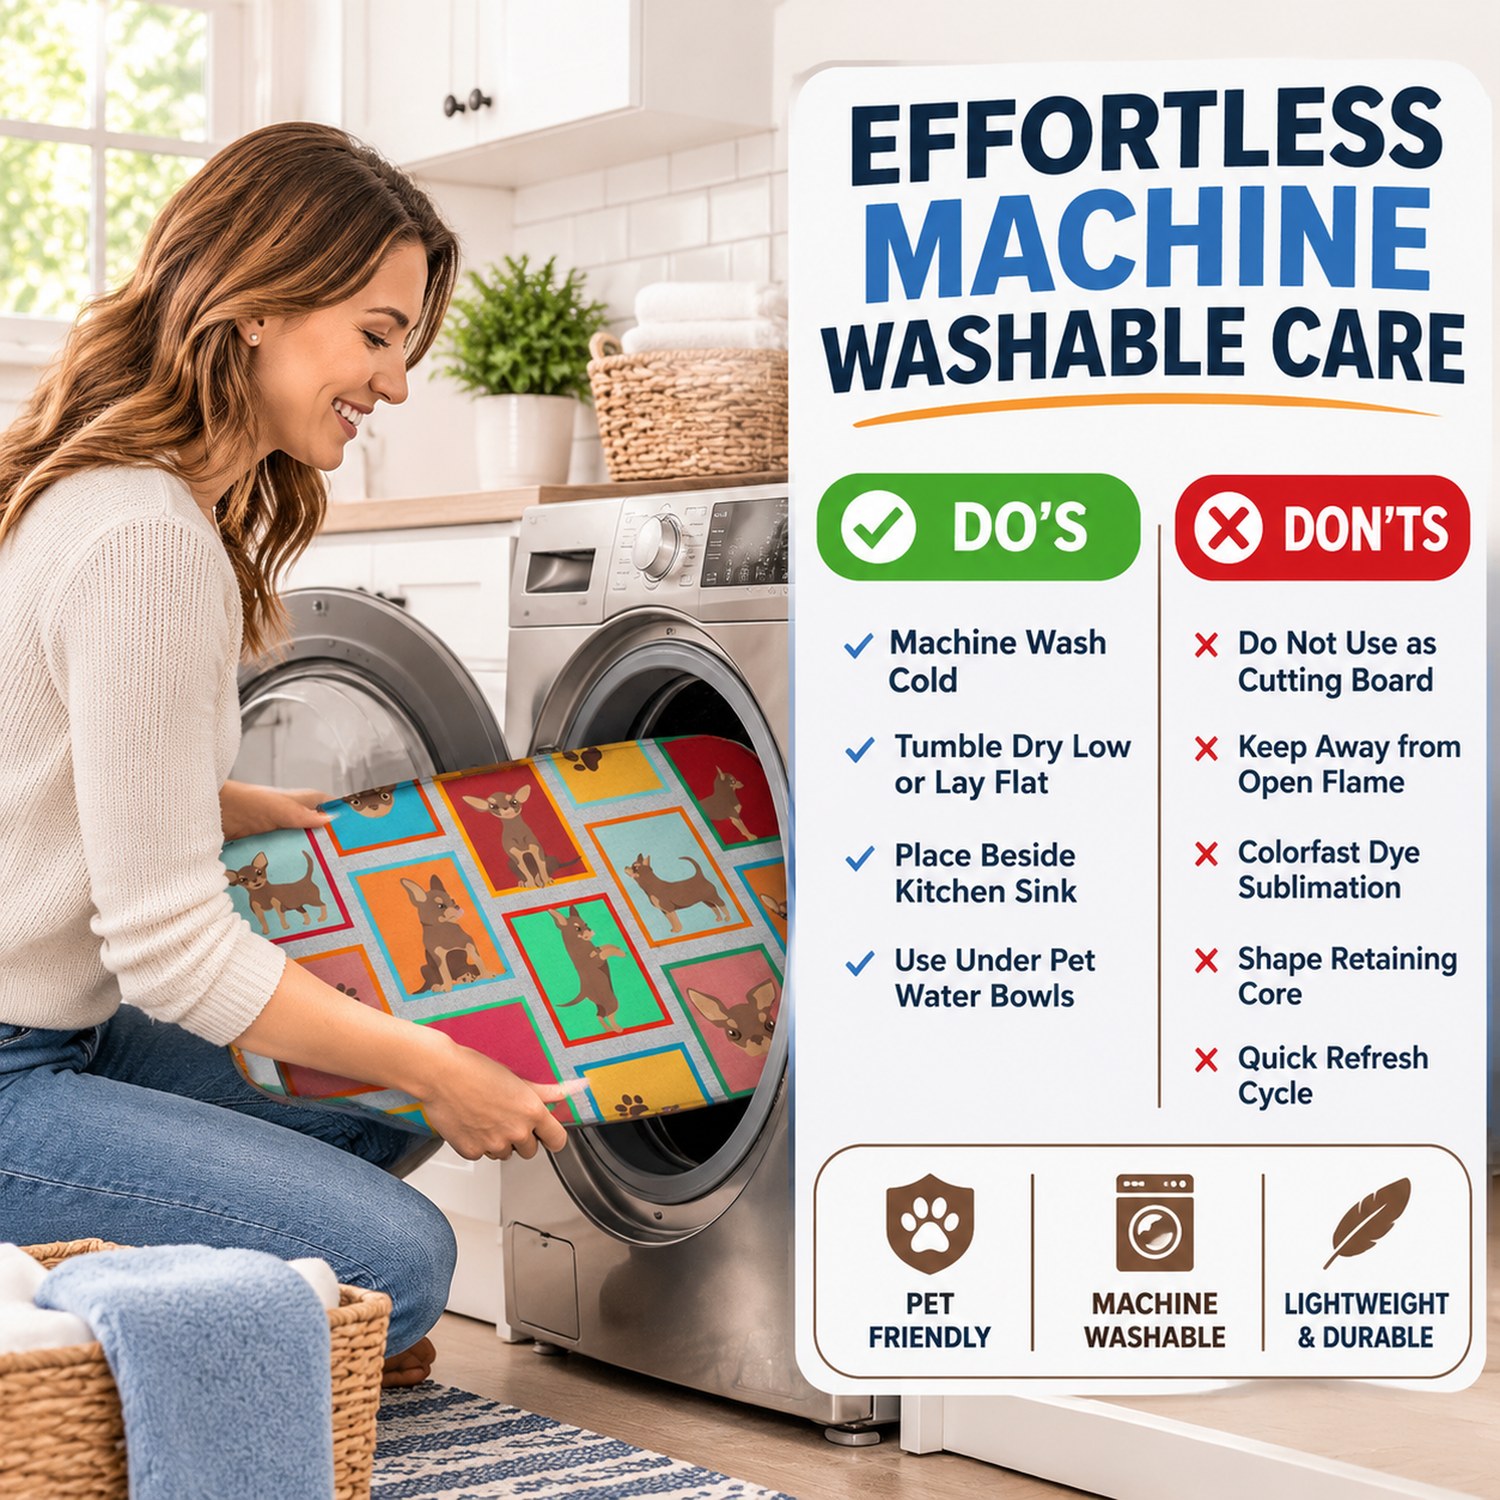 EFFORTLESS
MACHINE
WASHABLE CARE
DO'S
Machine Wash
Cold
Tumble Dry Low
or Lay Flat
Place Beside
Kitchen Sink
Use Under Pet
Water Bowls
DON'TS
Do Not Use as
Cutting Board
Keep Away from
Open Flame
Colorfast Dye
Sublimation
Shape Retaining
Core
Quick Refresh
Cycle
PET
FRIENDLY
MACHINE
WASHABLE
LIGHTWEIGHT
& DURABLE